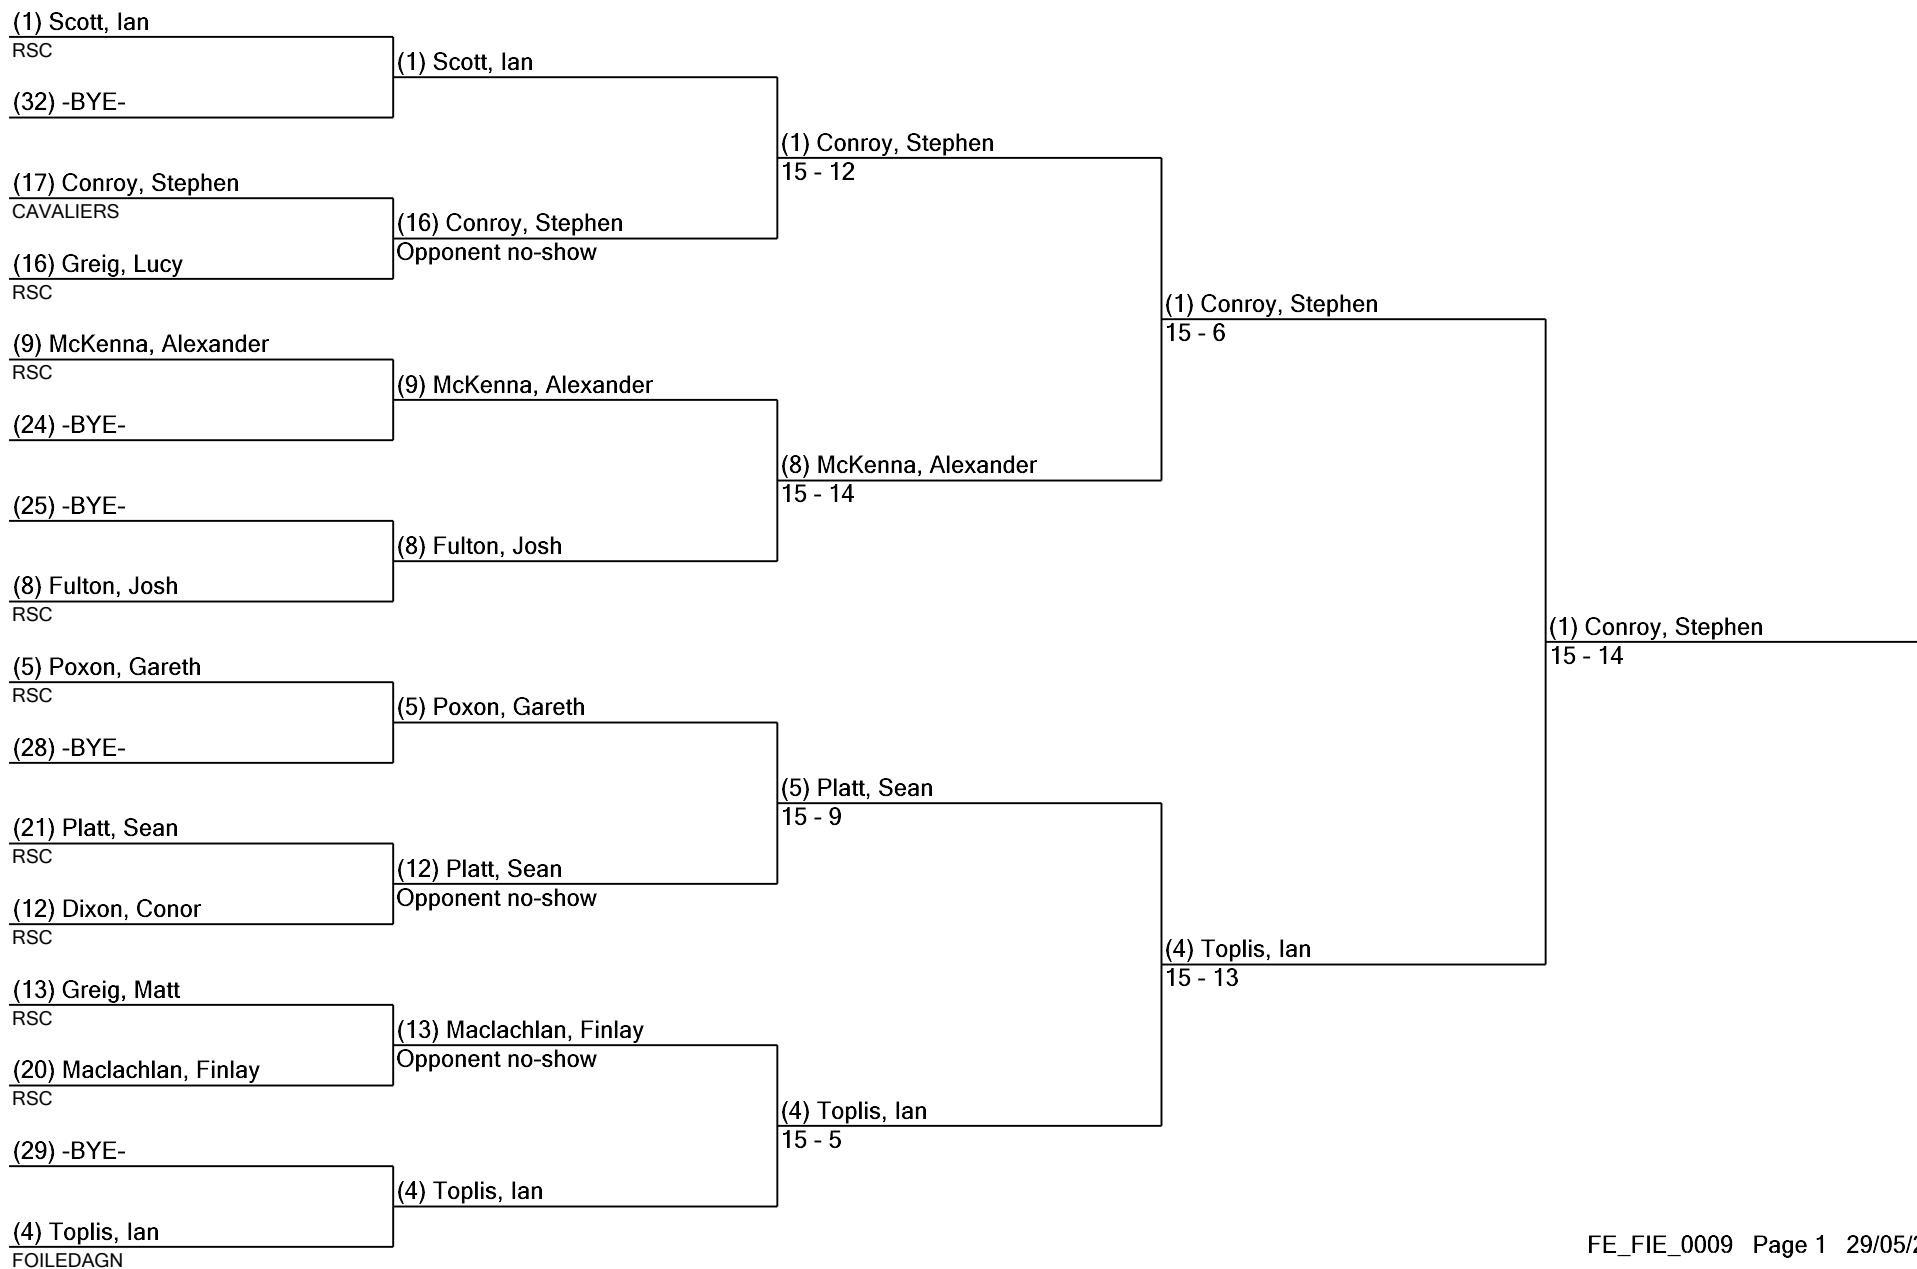 (1) Scott, Ian
RSC
(32) -BYE-
(17) Conroy, Stephen
CAVALIERS
(16) Greig, Lucy
RSC
(9) McKenna, Alexander
RSC
(24) -BYE-
(25) -BYE-
(8) Fulton, Josh
RSC
(5) Poxon, Gareth
RSC
(28) -BYE-
(21) Platt, Sean
RSC
(12) Dixon, Conor
RSC
(13) Greig, Matt
RSC
(20) Maclachlan, Finlay
RSC
(29) -BYE-
(4) Toplis, Ian
FOILEDAGN
(1) Scott, Ian
(16) Conroy, Stephen
Opponent no-show
(9) McKenna, Alexander
(8) Fulton, Josh
(5) Poxon, Gareth
(12) Platt, Sean
Opponent no-show
(13) Maclachlan, Finlay
Opponent no-show
(4) Toplis, Ian
(1) Conroy, Stephen
15 - 12
(8) McKenna, Alexander
15 - 14
(5) Platt, Sean
15 - 9
(4) Toplis, Ian
15 - 5
(1) Conroy, Stephen
15 - 6
(4) Toplis, Ian
15 - 13
(1) Conroy, Stephen
15 - 14
FE_FIE_0009 Page 1 29/05/